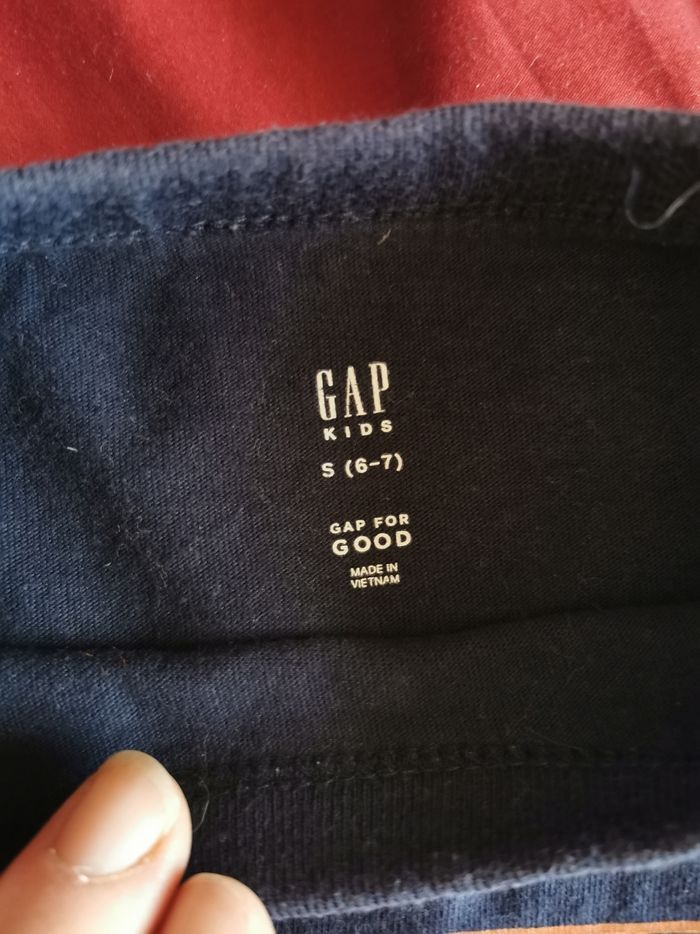 GAP
KIDS
S (6-7)
GAP FOR
GOOD
MADE IN
VIETNAM